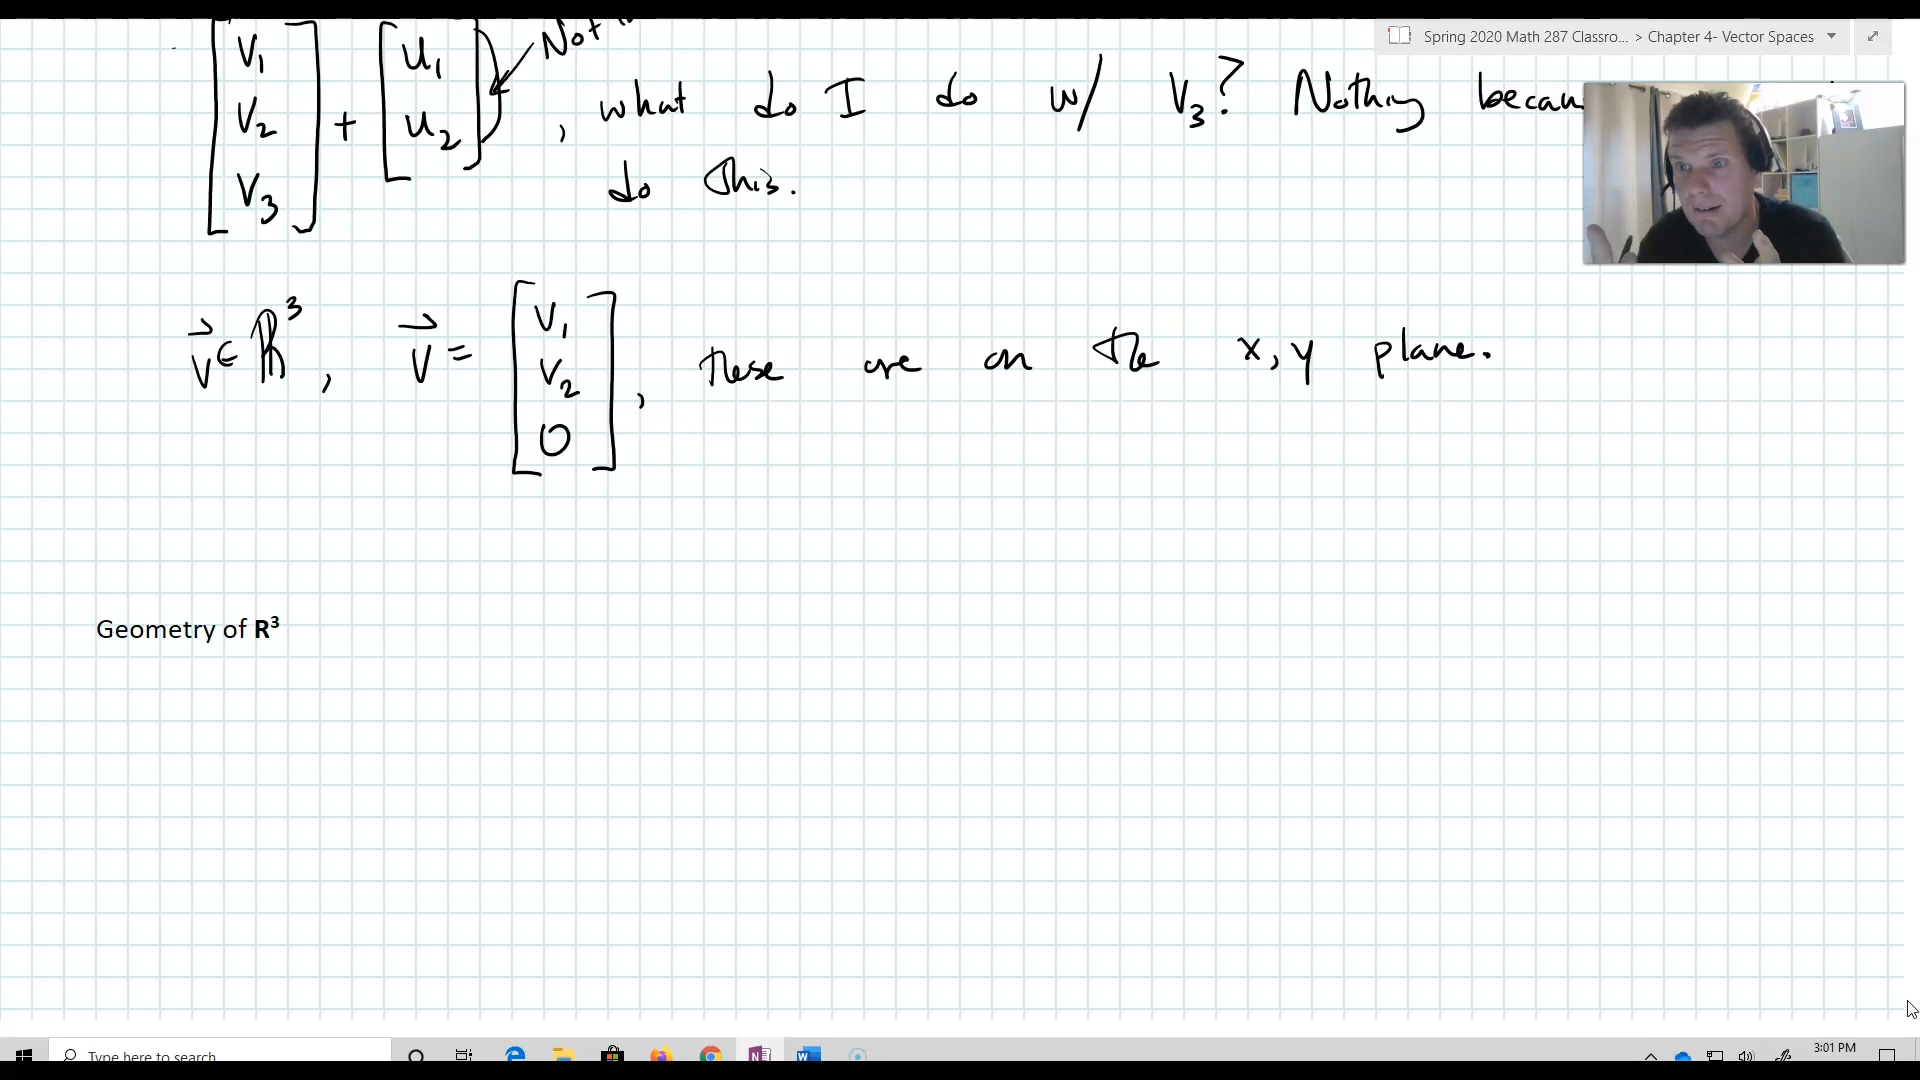 Spring 2020 Math 287 Classro... > Chapter 4- Vector Spaces
[v₁ v₂ v₃] + [u₁ u₂] Not
, what do I do w/ v₃? Nothing
do this.
v⃗ ∈ ℝ³, v⃗ = [v₁ v₂ 0], these are on the x, y plane.
Geometry of R³
Type here to search
3:01 PM